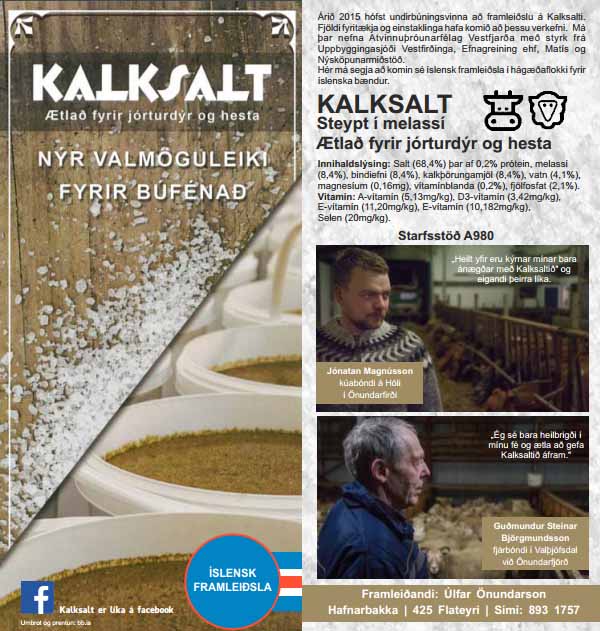 KALKSALT
Ætlað fyrir jórturdýr og hesta
NÝR VALMÖGULEIKI
FYRIR BÚFÉNAÐ
ÍSLENSK
FRAMLEIÐSLA
Kalksalt er líka á facebook
Umbrot og prentun: bb.is
Árið 2015 hófst undirbúningsvinna að framleiðslu á Kalksalti.
Fjöldi fyrirtækja og einstaklinga hafa komið að þessu verkefni. Má
þar nefna Atvinnuþróunarfélag Vestfjarða með styrk frá
Uppbyggingasjóði Vestfirðinga, Efnagreining ehf, Matís og
Nýsköpunarmiðstöð.
Hér má segja að komin sé íslensk framleiðsla í hágæðaflokki fyrir
íslenska bændur.
KALKSALT
Steypt í melassí
Ætlað fyrir jórturdýr og hesta
Innihaldslýsing: Salt (68,4%) þar af 0,2% prótein, melassi
(8,4%), bindiefni (8,4%), kalkþörungamjöl (8,4%), vatn (4,1%),
magnesíum (0,16mg), vítamínblanda (0,2%), fjölfosfat (2,1%).
Vítamín: A-vítamín (5,13mg/kg), D3-vítamín (3,42mg/kg),
E-vítamín (11,20mg/kg), E-vítamín (10,182mg/kg),
Selen (20mg/kg).
Starfsstöð A980
„Heilt yfir eru kýrnar mínar bara
ánægðar með Kalksaltið" og
eigandi þeirra líka.
Jónatan Magnússon
kúabóndi á Hóli
í Önundarfirði
„Ég sé bara heilbrigði í
mínu fé og ætla að gefa
Kalksaltið áfram."
Guðmundur Steinar
Björgmundsson
fjárbóndi í Valþjófsdal
við Önundarfjörð
Framleiðandi: Úlfar Önundarson
Hafnarbakka | 425 Flateyri | Sími: 893 1757